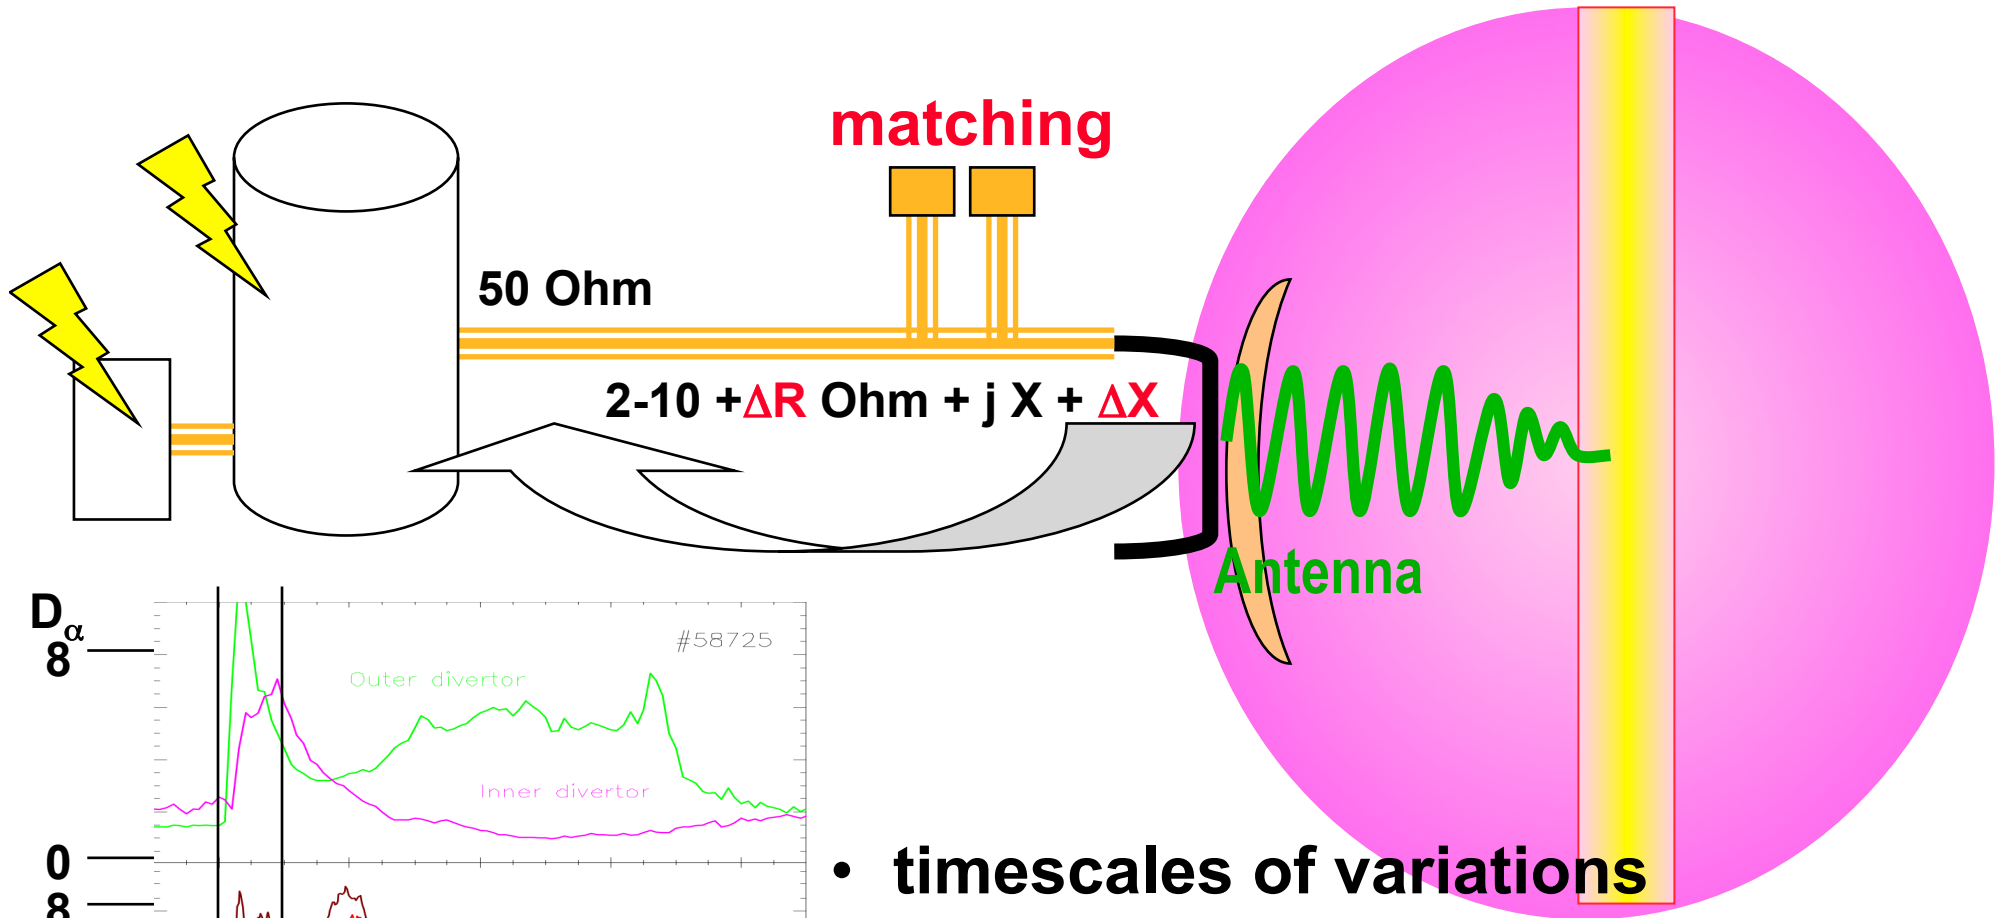 matching
50 Ohm
2-10 +ΔR Ohm + j X + ΔX
Antenna
Dα
8
#58725
Outer divertor
Inner divertor
0
8
• timescales of variations